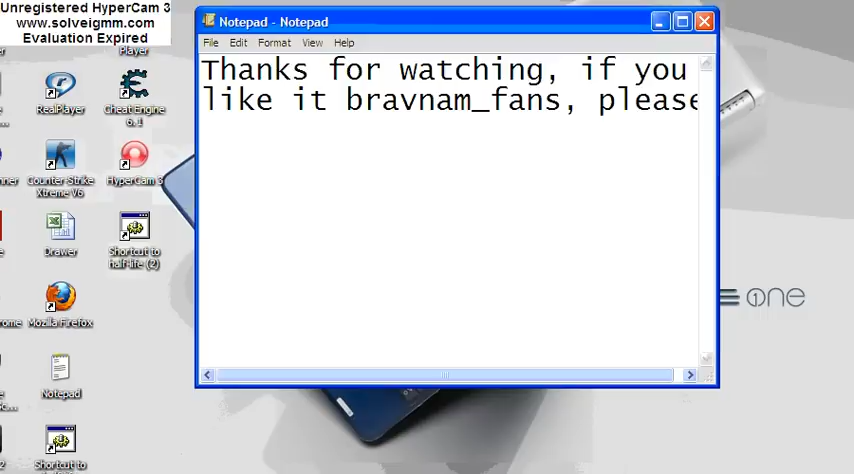 Unregistered HyperCam 3
www.solveigmm.com
Evaluation Expired
Player
RealPlayer
Cheat Engine
6.1
Counter-Strike
Xtreme V6
HyperCam 3
Drawer
Shortcut to
half-life (2)
Mozilla Firefox
Notepad
Shortcut to
Notepad - Notepad
File Edit Format View Help
Thanks for watching, if you
like it bravnam_fans, please
one